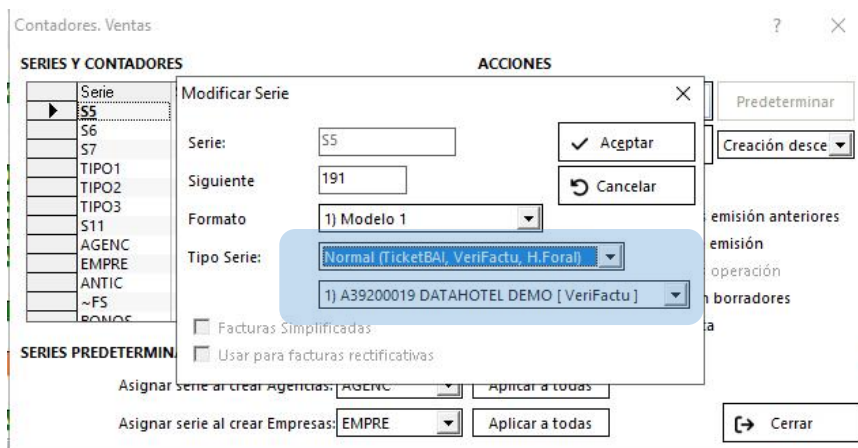 Contadores. Ventas
SERIES Y CONTADORES
ACCIONES
Serie
S5
S6
S7
TIPO1
TIPO2
TIPO3
S11
AGENC
EMPRE
ANTIC
~FS
BONOS
Modificar Serie
Serie: S5
Aceptar
Siguiente 191
Cancelar
Formato 1) Modelo 1
Tipo Serie: Normal (TicketBAI, VeriFactu, H.Foral)
1) A39200019 DATAHOTEL DEMO [ VeriFactu ]
Facturas Simplificadas
Usar para facturas rectificativas
Predeterminar
Creación desce
emisión anteriores
emisión
operación
borradores
SERIES PREDETERMIN
Asignar serie al crear Agencias: AGENC Aplicar a todas
Asignar serie al crear Empresas: EMPRE Aplicar a todas
Cerrar